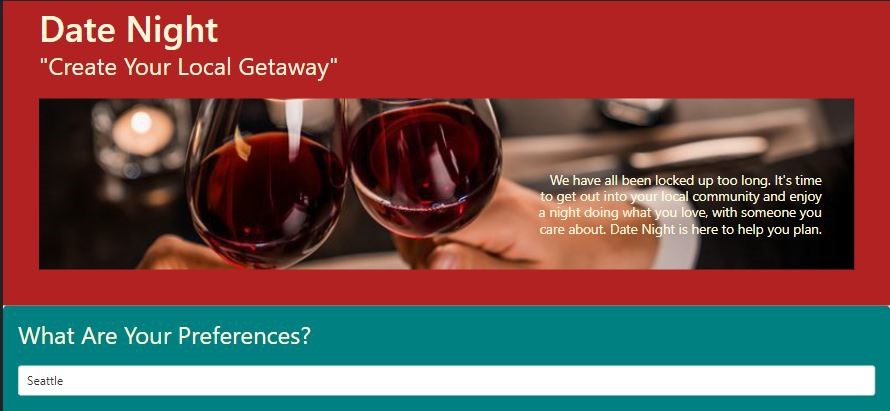 Date Night
"Create Your Local Getaway"
We have all been locked up too long. It's time
to get out into your local community and enjoy
a night doing what you love, with someone you
care about. Date Night is here to help you plan.
What Are Your Preferences?
Seattle